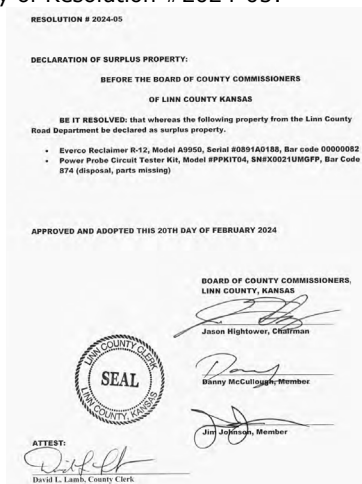 y of Resolution # 2024-05:
RESOLUTION # 2024-05
DECLARATION OF SURPLUS PROPERTY:
BEFORE THE BOARD OF COUNTY COMMISSIONERS
OF LINN COUNTY KANSAS
BE IT RESOLVED: that whereas the following property from the Linn County
Road Department be declared as surplus property.
• Everco Reclaimer R-12, Model A9950, Serial #0891A0188, Bar code 00000082
• Power Probe Circuit Tester Kit, Model #PPKIT04, SN#X0021UMGFP, Bar Code
874 (disposal, parts missing)
APPROVED AND ADOPTED THIS 20TH DAY OF FEBRUARY 2024
BOARD OF COUNTY COMMISSIONERS,
LINN COUNTY, KANSAS
Jason Hightower, Chairman
LINN COUNTY CLERK
SEAL
LINN COUNTY, KANSAS
Danny McCullough, Member
Jim Johnson, Member
ATTEST:
David L. Lamb, County Clerk